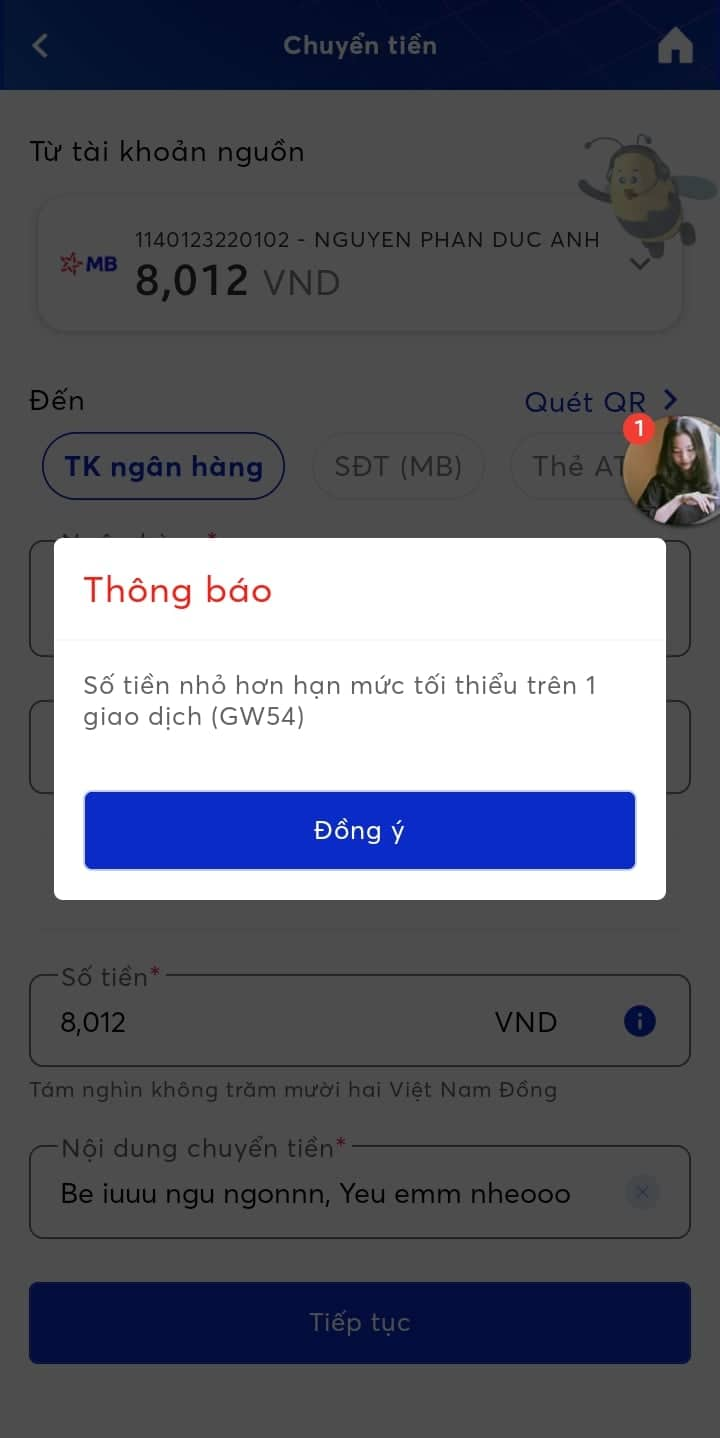 Chuyển tiền
Từ tài khoản nguồn
1140123220102 - NGUYEN PHAN DUC ANH
MB
8,012 VND
Đến
Quét QR
1
TK ngân hàng
SĐT (MB)
Thẻ AT
Thông báo
Số tiền nhỏ hơn hạn mức tối thiểu trên 1
giao dịch (GW54)
Đồng ý
Số tiền*
8,012 VND
Tám nghìn không trăm mười hai Việt Nam Đồng
Nội dung chuyển tiền*
Be iuuu ngu ngonnn, Yeu emm nheooo
Tiếp tục